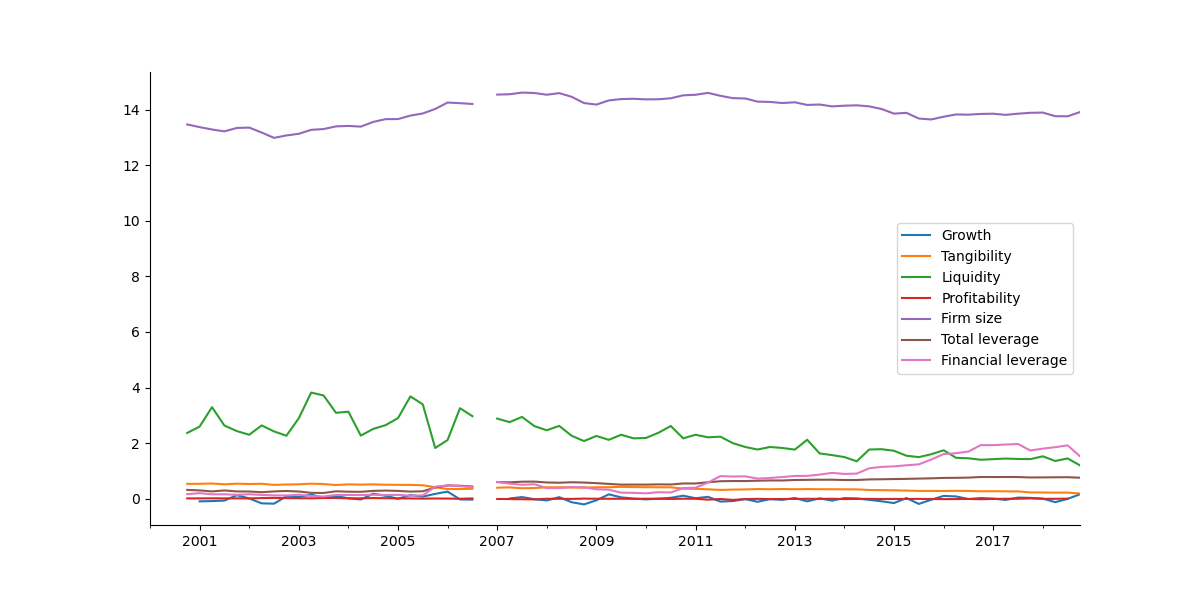 14
12
10
8
6
4
2
0
Growth
Tangibility
Liquidity
Profitability
Firm size
Total leverage
Financial leverage
2001 2003 2005 2007 2009 2011 2013 2015 2017